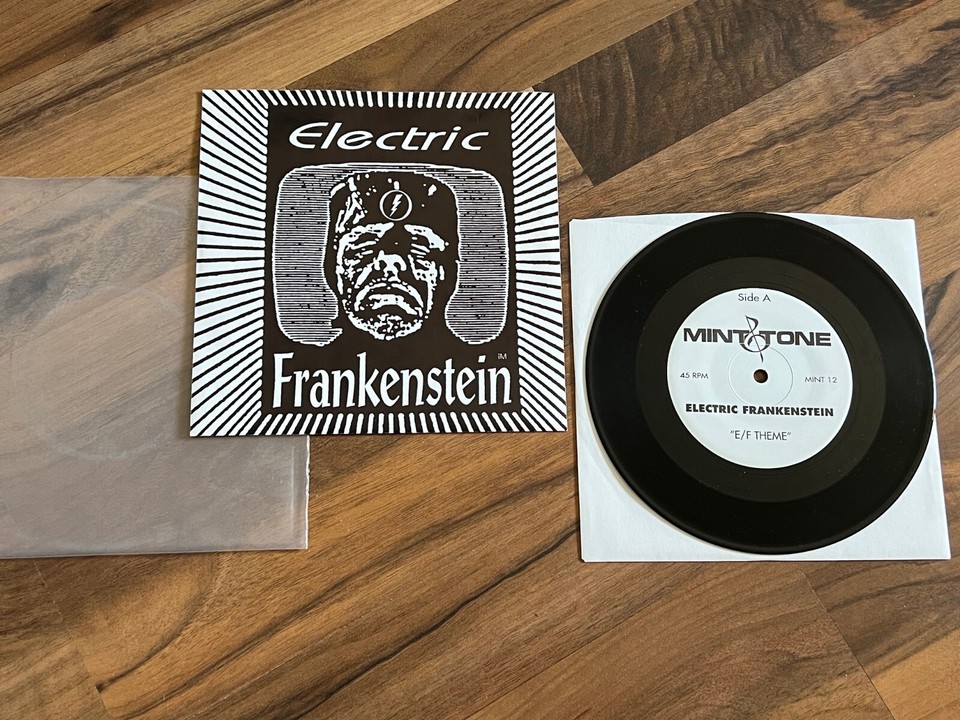 Electric
Frankenstein
TM
Side A
MINT TONE
45 RPM
MINT 12
ELECTRIC FRANKENSTEIN
"E/F THEME"